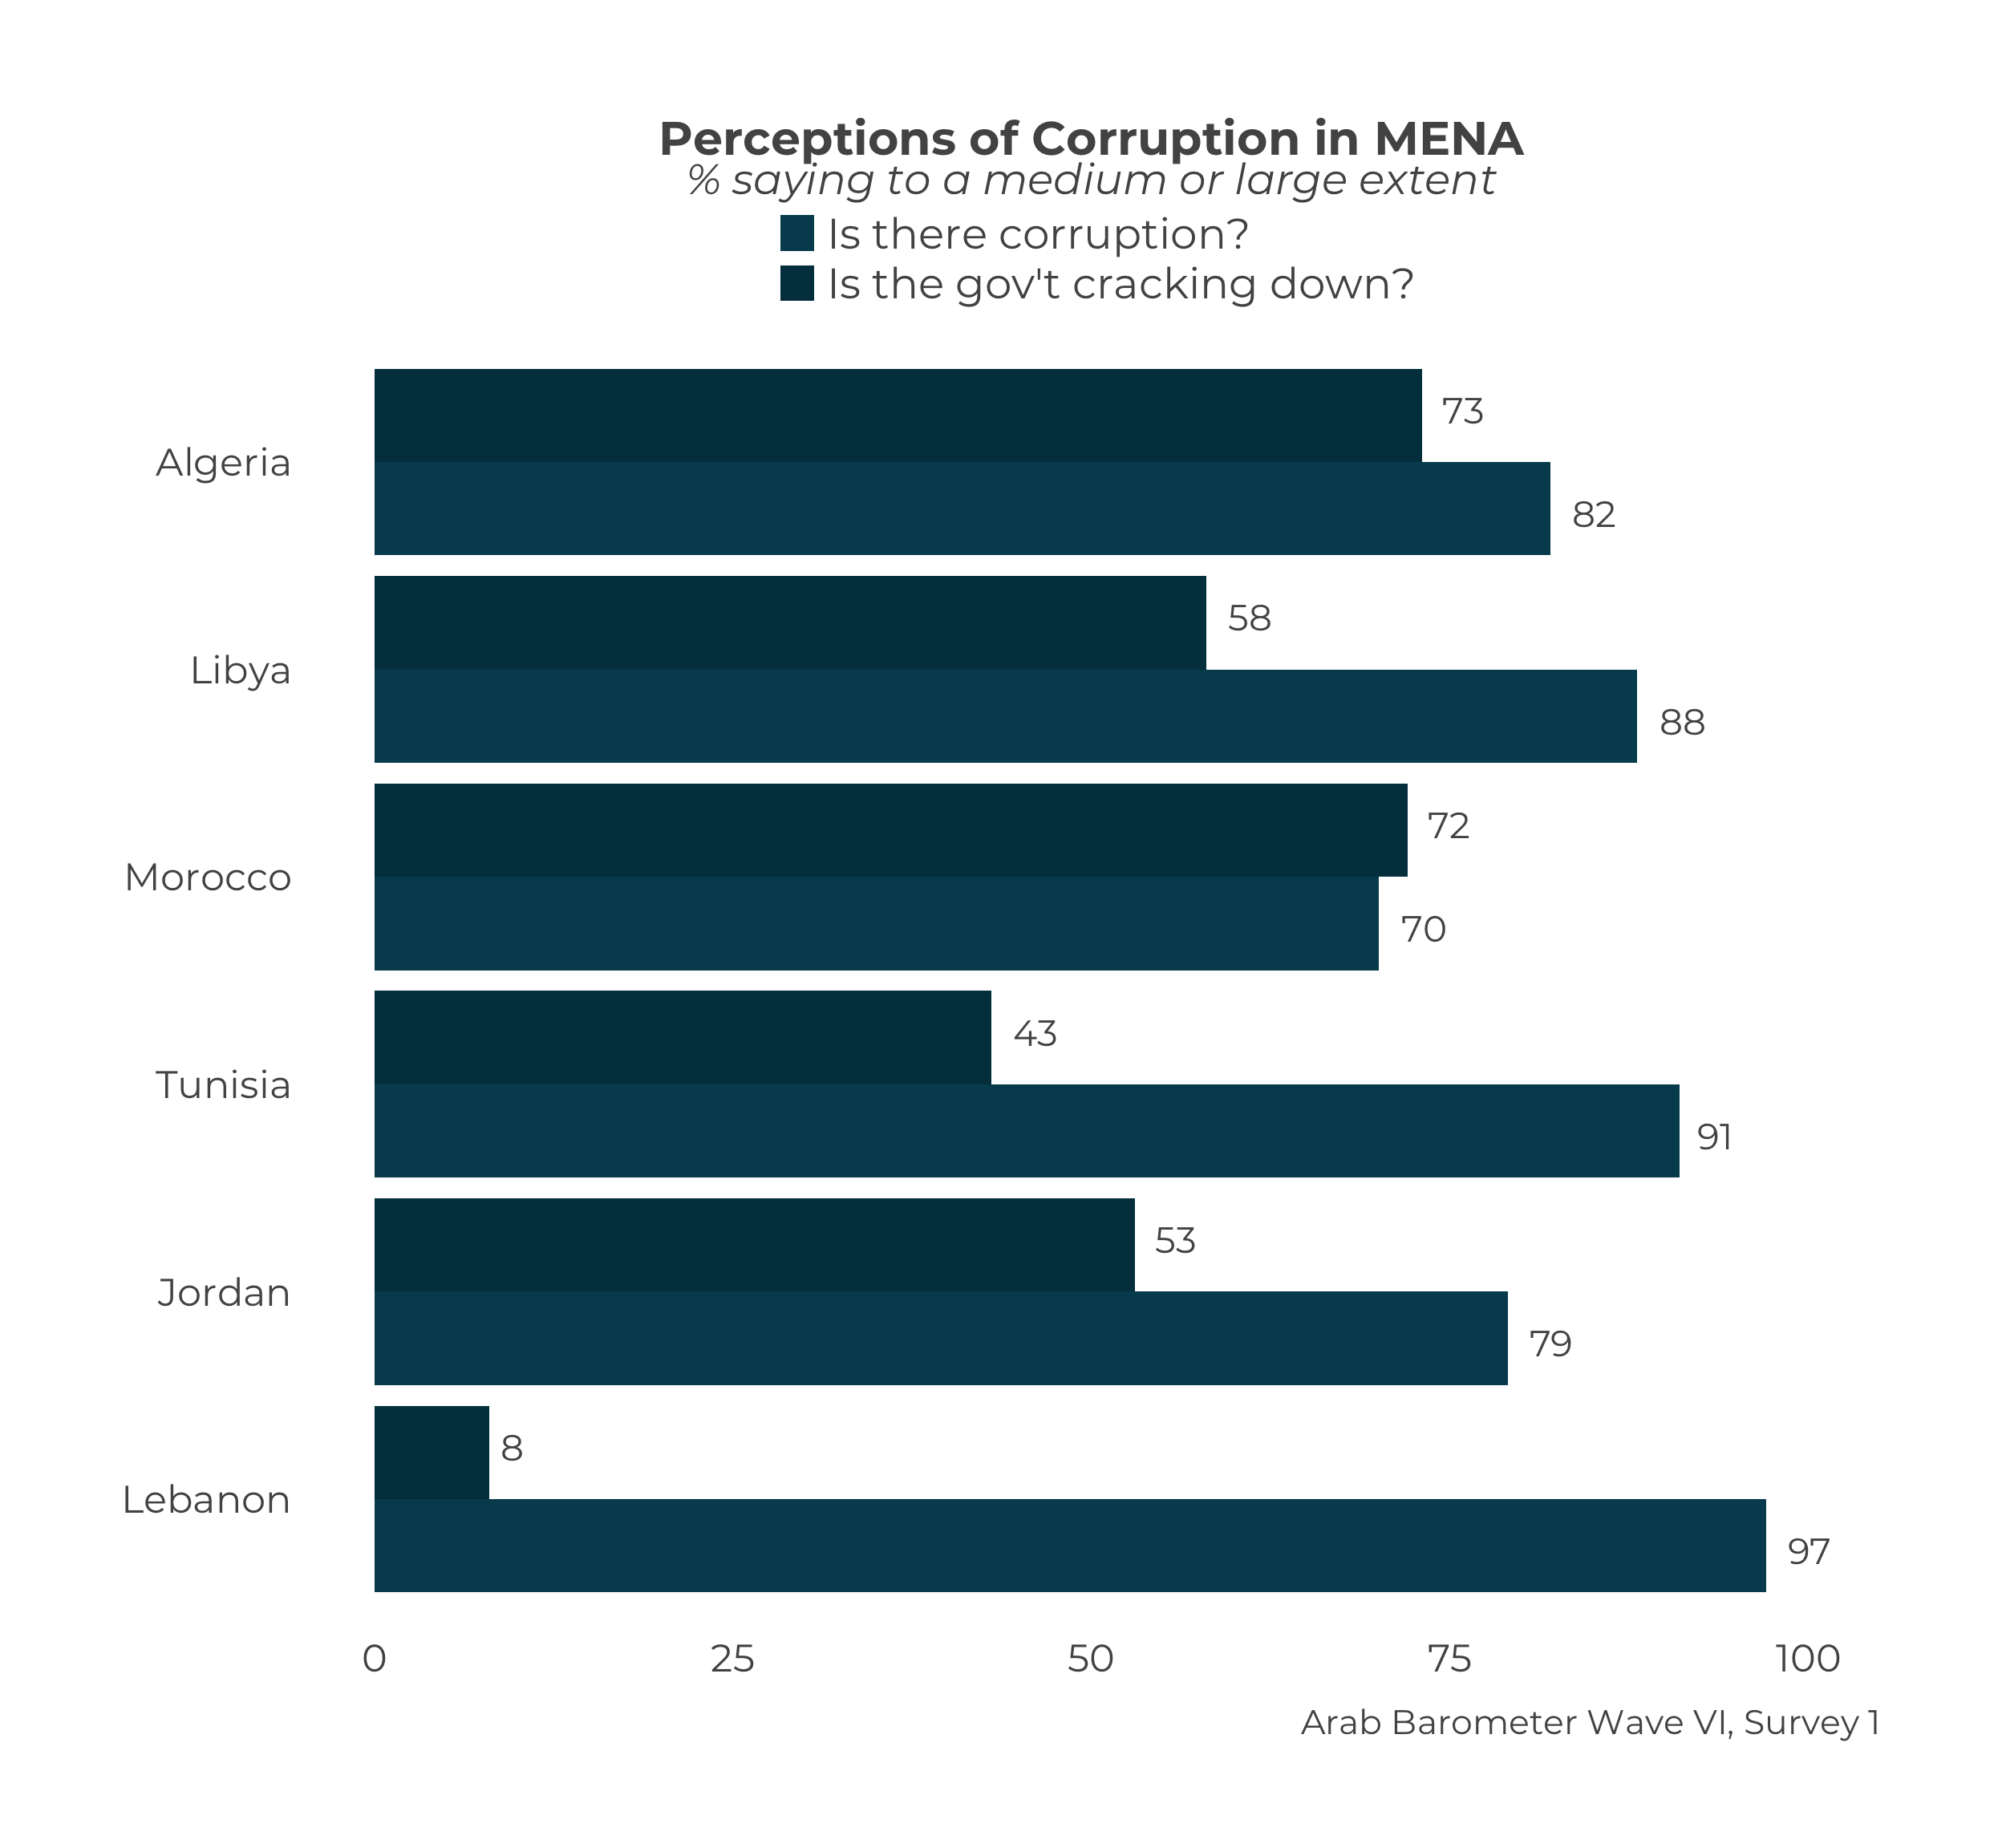 Perceptions of Corruption in MENA
% saying to a medium or large extent
Is there corruption?
Is the gov't cracking down?
73
Algeria
82
58
Libya
88
72
Morocco
70
43
Tunisia
91
53
Jordan
79
8
Lebanon
97
0 25 50 75 100
Arab Barometer Wave VI, Survey 1